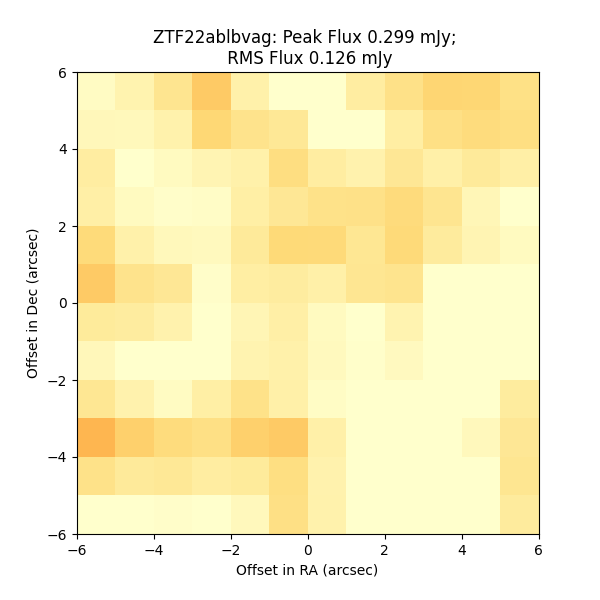 ZTF22ablbvag: Peak Flux 0.299 mJy;
RMS Flux 0.126 mJy
6
4
2
0
−2
−4
−6
Offset in Dec (arcsec)
−6 −4 −2 0 2 4 6
Offset in RA (arcsec)